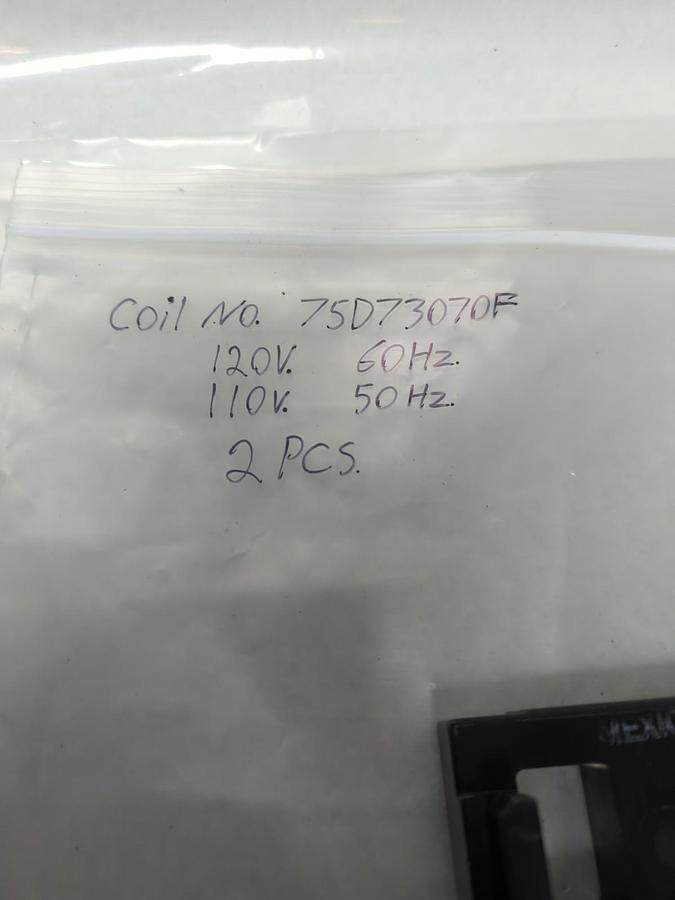 Coil No. 75D73070F
120V. 60Hz.
110V. 50Hz.
2 PCS.